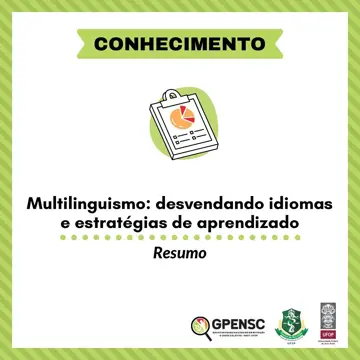 CONHECIMENTO
Multilinguismo: desvendando idiomas
e estratégias de aprendizado
Resumo
GPENSC
UFOP